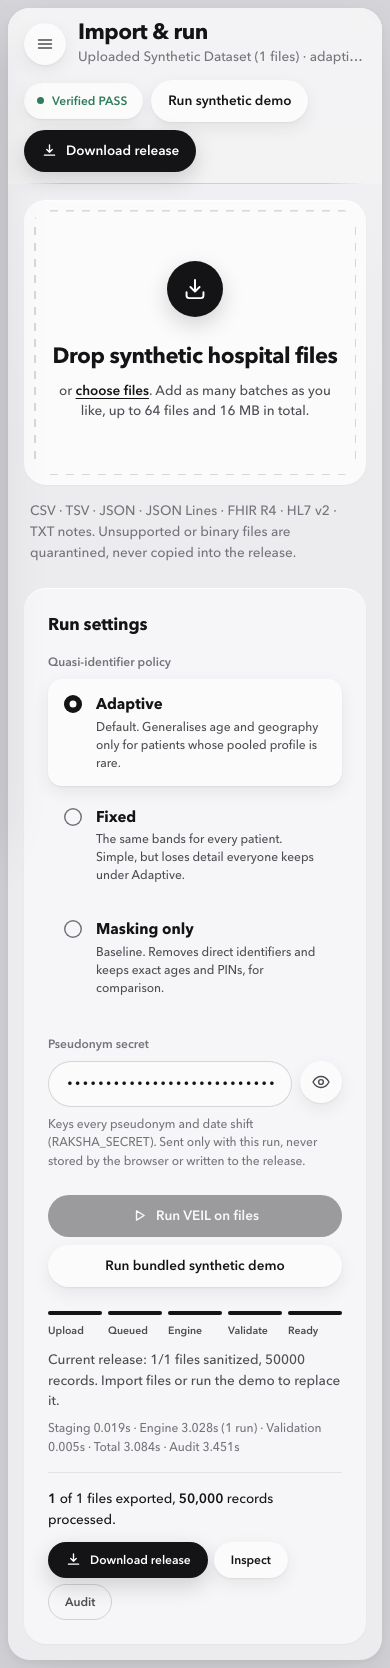 Import & run
Uploaded Synthetic Dataset (1 files) · adapti...
Verified PASS
Run synthetic demo
Download release
Drop synthetic hospital files
or choose files. Add as many batches as you
like, up to 64 files and 16 MB in total.
CSV · TSV · JSON · JSON Lines · FHIR R4 · HL7 v2 ·
TXT notes. Unsupported or binary files are
quarantined, never copied into the release.
Run settings
Quasi-identifier policy
Adaptive
Default. Generalises age and geography
only for patients whose pooled profile is
rare.
Fixed
The same bands for every patient.
Simple, but loses detail everyone keeps
under Adaptive.
Masking only
Baseline. Removes direct identifiers and
keeps exact ages and PINs, for
comparison.
Pseudonym secret
Keys every pseudonym and date shift
(RAKSHA_SECRET). Sent only with this run, never
stored by the browser or written to the release.
Run VEIL on files
Run bundled synthetic demo
Upload Queued Engine Validate Ready
Current release: 1/1 files sanitized, 50000
records. Import files or run the demo to replace
it.
Staging 0.019s · Engine 3.028s (1 run) · Validation
0.005s · Total 3.084s · Audit 3.451s
1 of 1 files exported, 50,000 records
processed.
Download release
Inspect
Audit